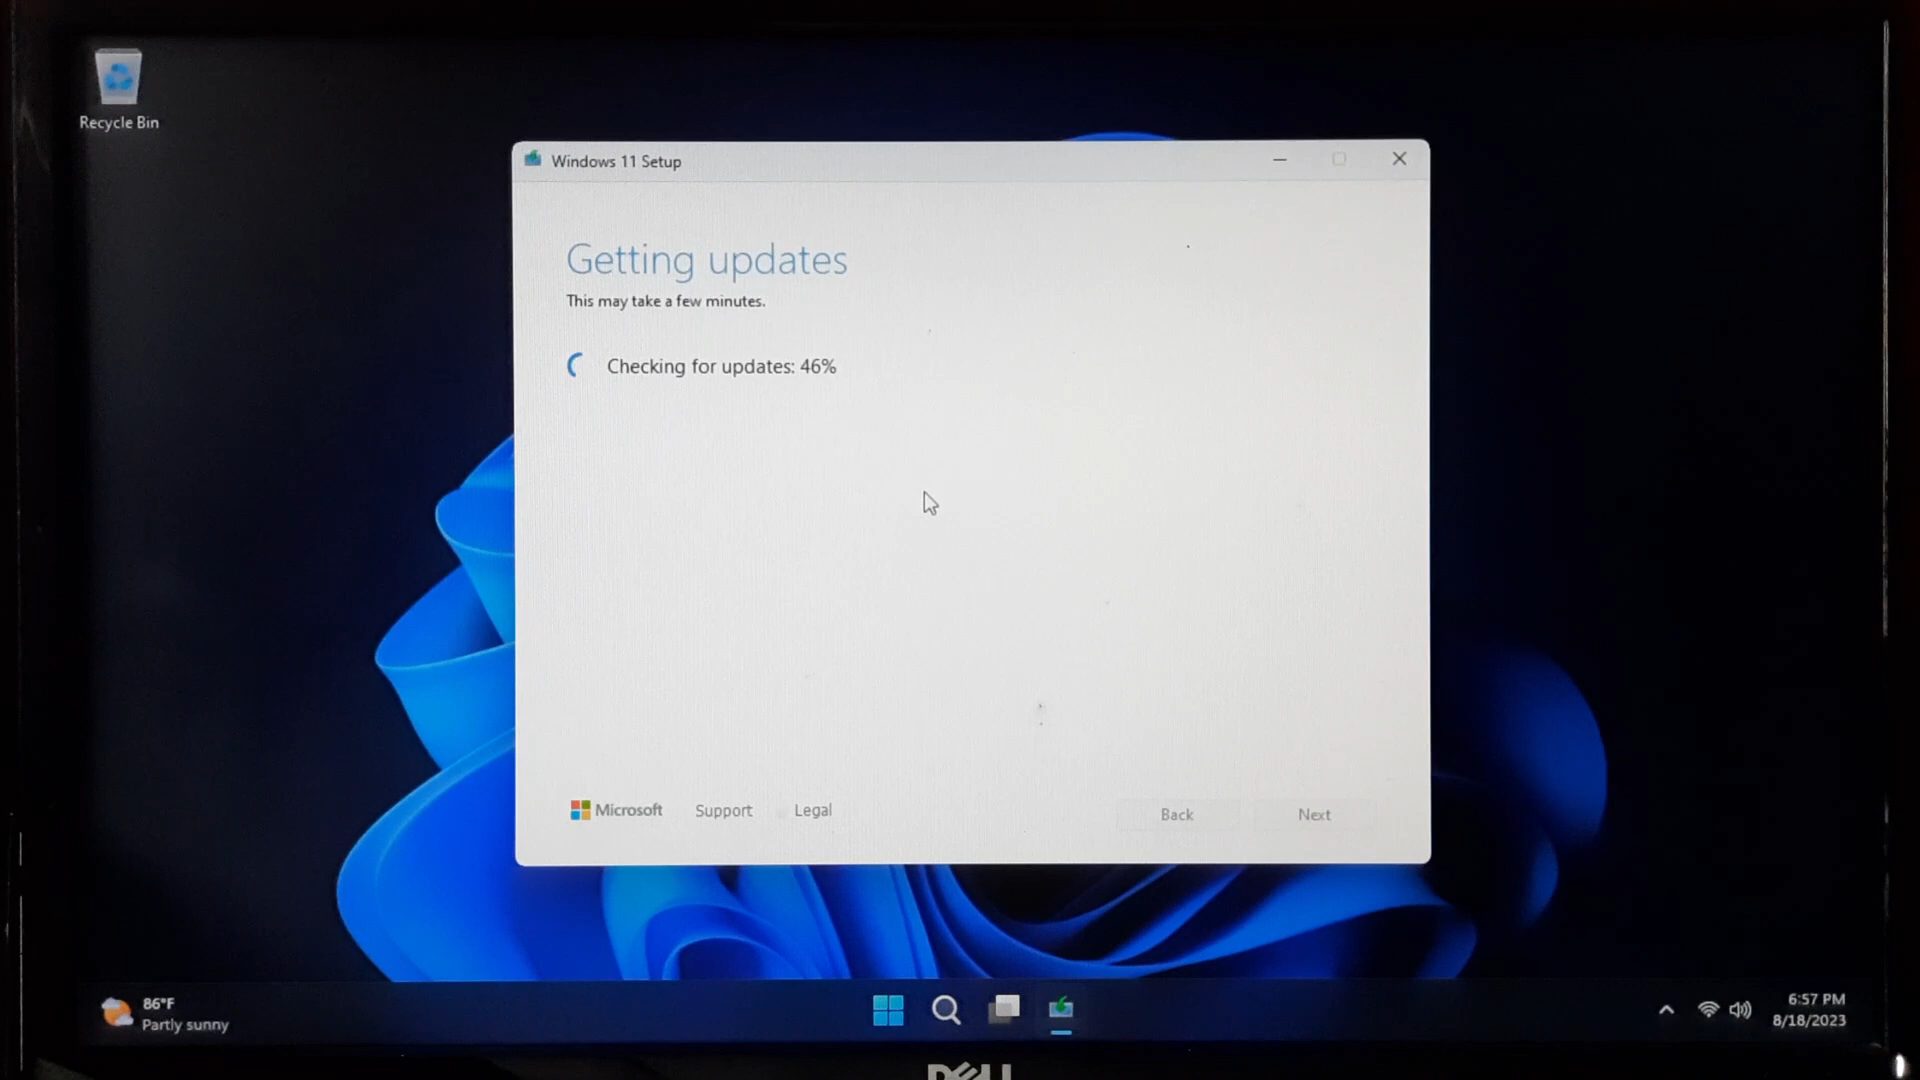 Recycle Bin
Windows 11 Setup
Getting updates
This may take a few minutes.
Checking for updates: 46%
Microsoft Support Legal Back Next
86°F
Partly sunny
6:57 PM
8/18/2023
DELL